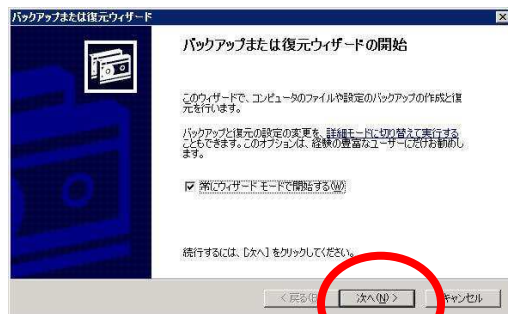 バックアップまたは復元ウィザード
バックアップまたは復元ウィザードの開始
このウィザードで、コンピュータのファイルや設定のバックアップの作成と復
元を行います。
バックアップと復元の設定の変更を、詳細モードに切り替えて実行する
こともできます。このオプションは、経験の豊富なユーザーにだけお勧めし
ます。
常にウィザード モードで開始する(W)
続行するには、[次へ] をクリックしてください。
< 戻る(B 次へ(N) > キャンセル